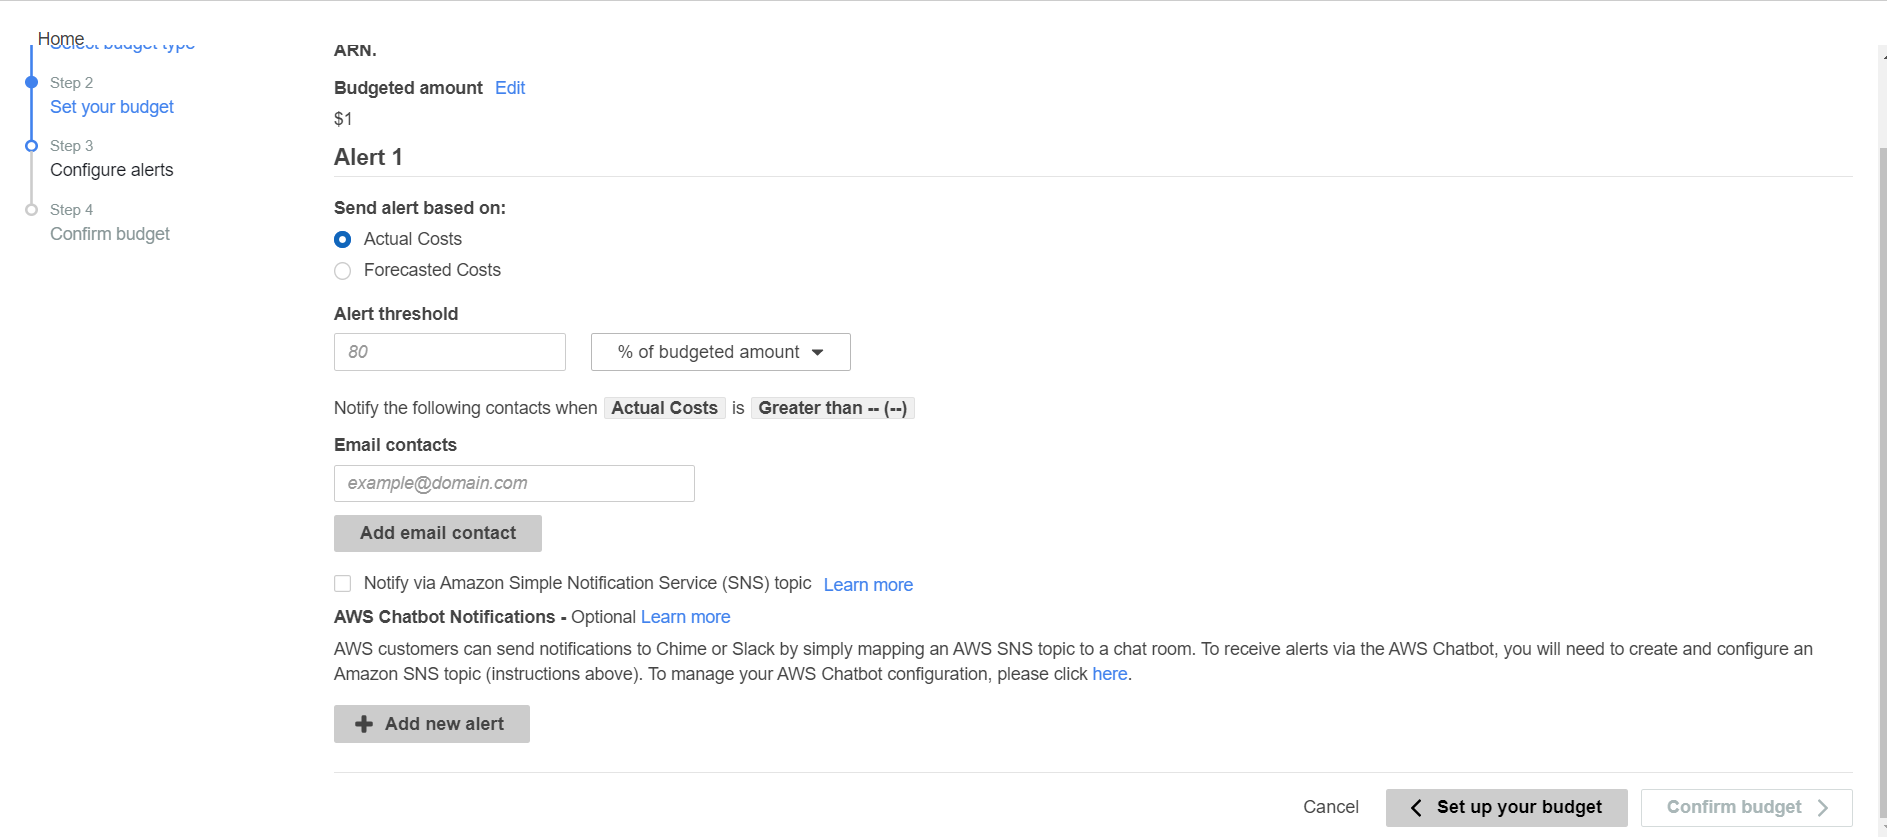 Home
Select budget type
Step 2
Set your budget
Step 3
Configure alerts
Step 4
Confirm budget
ARN.
Budgeted amount Edit
$1
Alert 1
Send alert based on:
Actual Costs
Forecasted Costs
Alert threshold
80 % of budgeted amount
Notify the following contacts when Actual Costs is Greater than -- (--)
Email contacts
example@domain.com
Add email contact
Notify via Amazon Simple Notification Service (SNS) topic Learn more
AWS Chatbot Notifications - Optional Learn more
AWS customers can send notifications to Chime or Slack by simply mapping an AWS SNS topic to a chat room. To receive alerts via the AWS Chatbot, you will need to create and configure an
Amazon SNS topic (instructions above). To manage your AWS Chatbot configuration, please click here.
Add new alert
Cancel Set up your budget Confirm budget